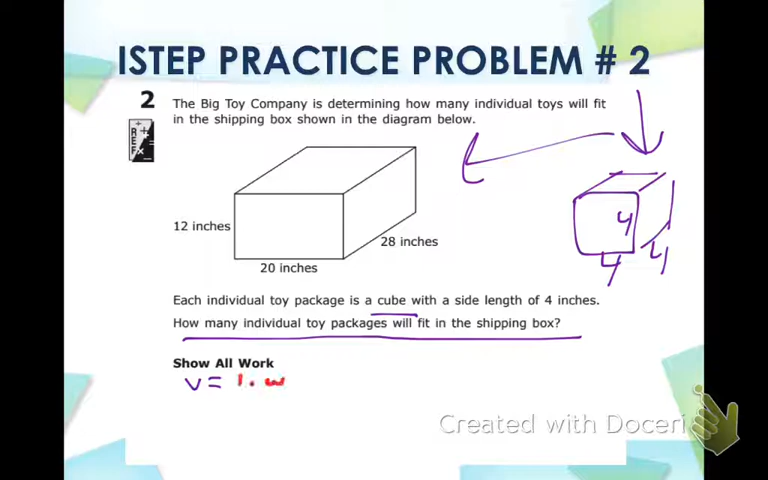 ISTEP PRACTICE PROBLEM # 2
2
The Big Toy Company is determining how many individual toys will fit
in the shipping box shown in the diagram below.
REF
12 inches
28 inches
20 inches
4
4
4
Each individual toy package is a cube with a side length of 4 inches.
How many individual toy packages will fit in the shipping box?
Show All Work
V = l. w
Created with Doceri